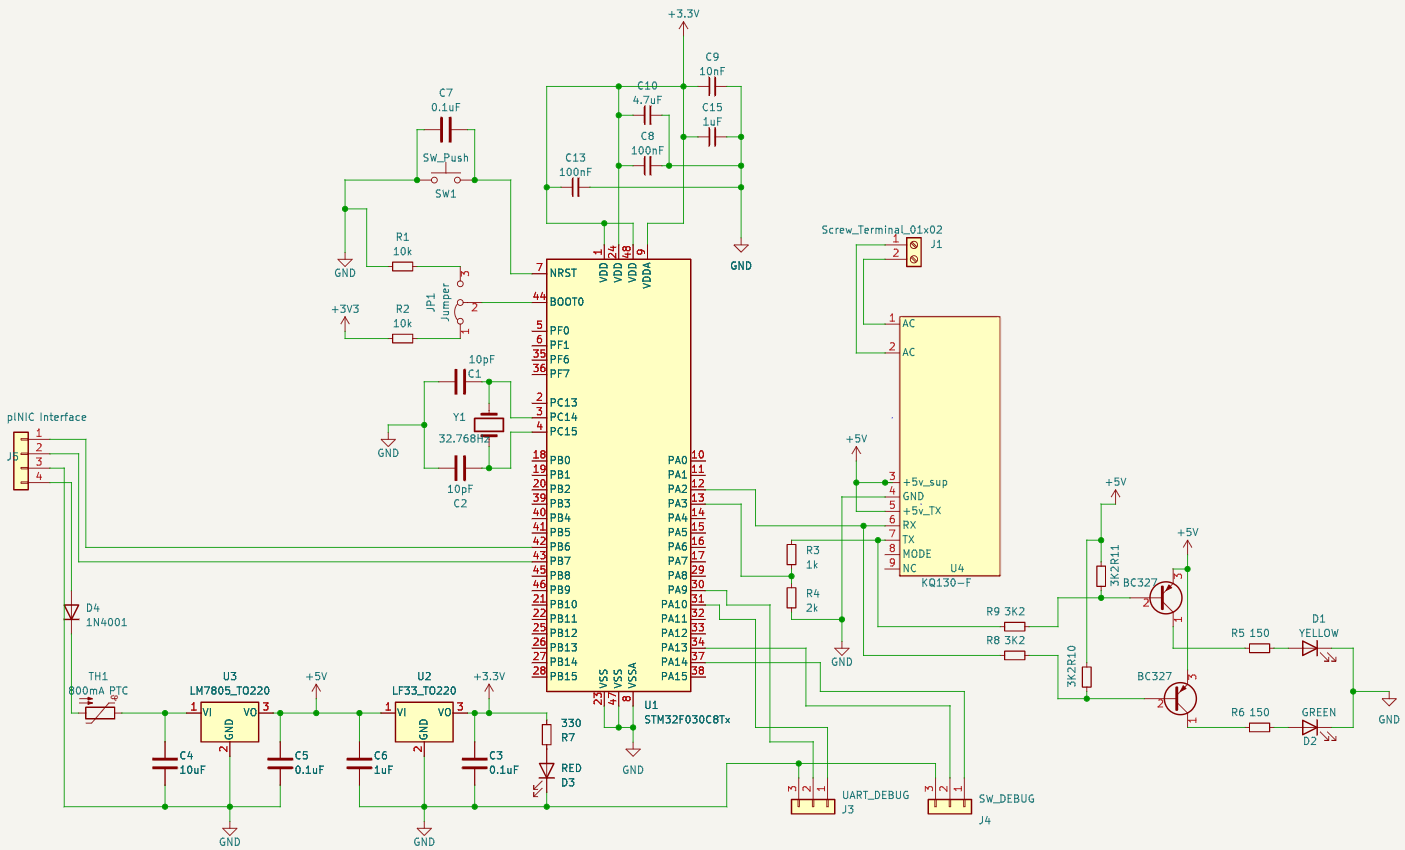 +3.3V
C9
10nF
C10
4.7uF
C15
1uF
C8
100nF
C13
100nF
GND
C7
0.1uF
SW_Push
SW1
GND
R1
10k
3
JP1
Jumper
2
1
+3V3
R2
10k
10pF
C1
Y1
32.768Hz
10pF
C2
GND
1
VDD
24
VDD
48
VDD
9
VDDA
7
NRST
44
BOOT0
5
PF0
6
PF1
35
PF6
36
PF7
2
PC13
3
PC14
4
PC15
18
PB0
19
PB1
20
PB2
39
PB3
40
PB4
41
PB5
42
PB6
43
PB7
45
PB8
46
PB9
21
PB10
22
PB11
25
PB12
26
PB13
27
PB14
28
PB15
PA0
10
PA1
11
PA2
12
PA3
13
PA4
14
PA5
15
PA6
16
PA7
17
PA8
29
PA9
30
PA10
31
PA11
32
PA12
33
PA13
34
PA14
37
PA15
38
VSS
23
VSS
47
VSSA
8
U1
STM32F030C8Tx
GND
Screw_Terminal_01x02
1
2
J1
1
AC
2
AC
+5V
3
+5v_sup
4
GND
5
+5v_TX
6
RX
7
TX
8
MODE
9
NC
U4
KQ130-F
R3
1k
R4
2k
GND
+5V
R11
3K2
R10
3K2
R9 3K2
R8 3K2
+5V
BC327
3
2
1
BC327
3
2
1
R5 150
D1
YELLOW
R6 150
GREEN
D2
GND
plNIC Interface
1
2
3
4
J5
D4
1N4001
TH1
800mA PTC
C4
10uF
U3
LM7805_TO220
1
VI
VO
3
GND
2
GND
+5V
C5
0.1uF
C6
1uF
U2
LF33_TO220
1
VI
VO
3
GND
2
GND
+3.3V
C3
0.1uF
330
R7
RED
D3
3
2
1
UART_DEBUG
J3
3
2
1
SW_DEBUG
J4